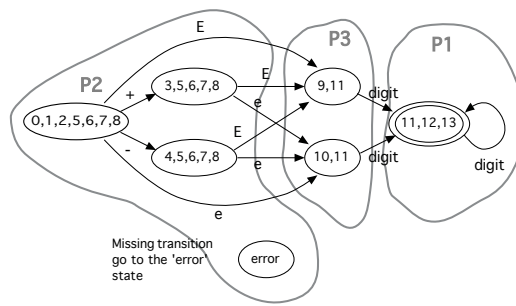 E
P3
P1
P2
3,5,6,7,8
E
9,11
+
e
digit
0,1,2,5,6,7,8
11,12,13
E
-
4,5,6,7,8
e
10,11
digit
digit
e
Missing transition
go to the 'error'
state
error